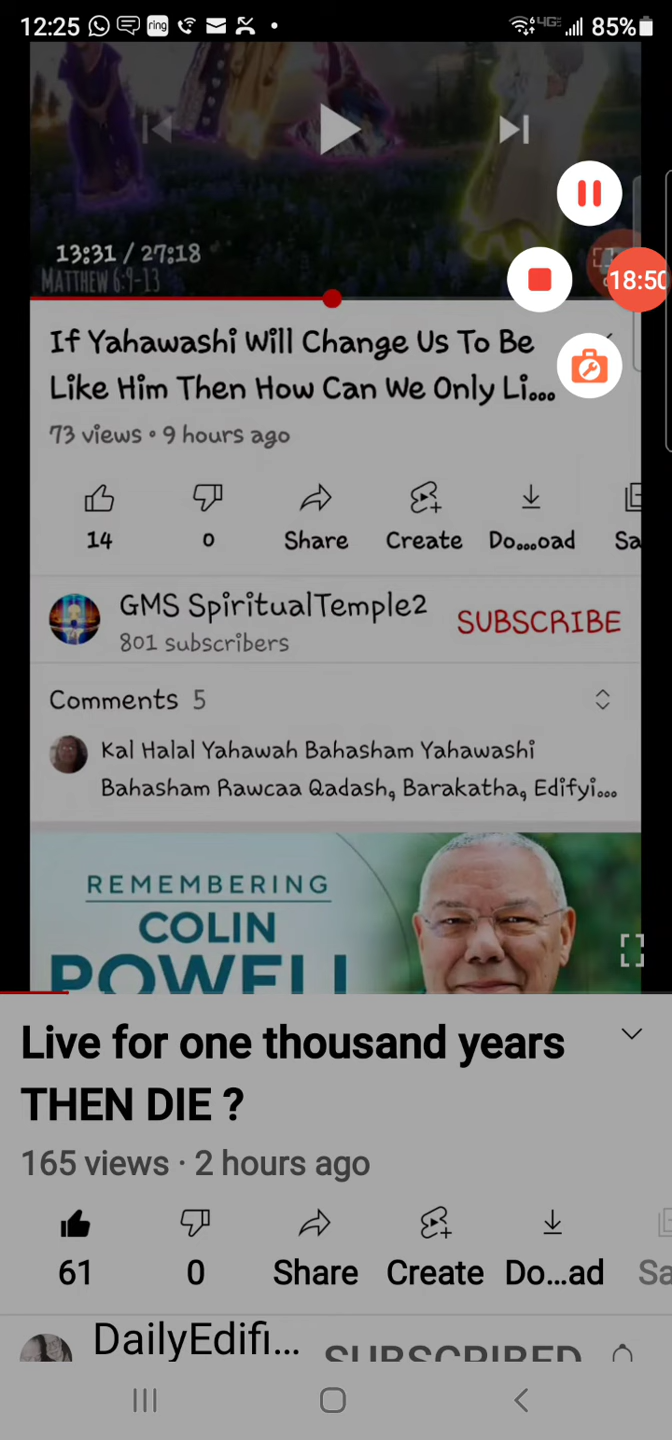 12:25 ring 4GE 85%
13:31 / 27:18
MATTHEW 6:9-13
18:50
If Yahawashi Will Change Us To Be
Like Him Then How Can We Only Li...
73 views • 9 hours ago
14 0 Share Create Do....oad Sa
GMS SpiritualTemple2
801 subscribers
SUBSCRIBE
Comments 5
Kal Halal Yahawah Bahasham Yahawashi
Bahasham Rawcaa Qadash, Barakatha, Edifyi...
REMEMBERING
COLIN
POWELL
Live for one thousand years
THEN DIE ?
165 views · 2 hours ago
61 0 Share Create Do...ad Sa
DailyEdifi... SUBSCRIBED